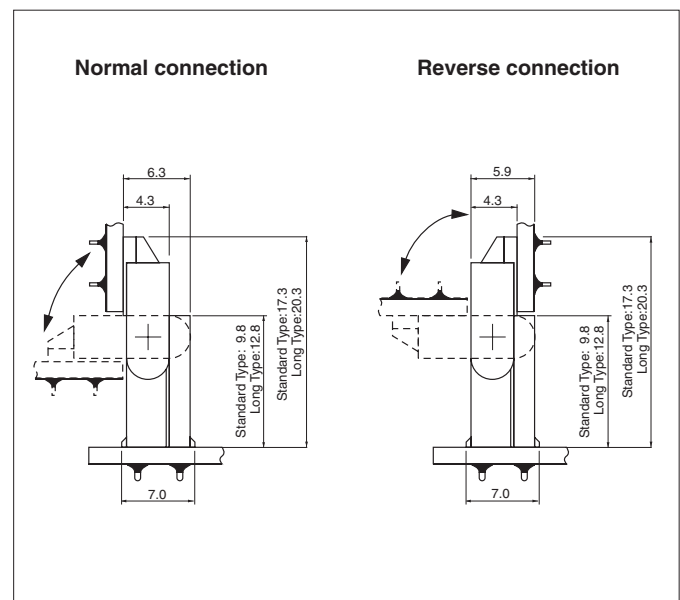 Normal connection
6.3
4.3
Standard Type: 9.8
Long Type:12.8
Standard Type:17.3
Long Type:20.3
7.0
Reverse connection
5.9
4.3
Standard Type: 9.8
Long Type:12.8
Standard Type:17.3
Long Type:20.3
7.0